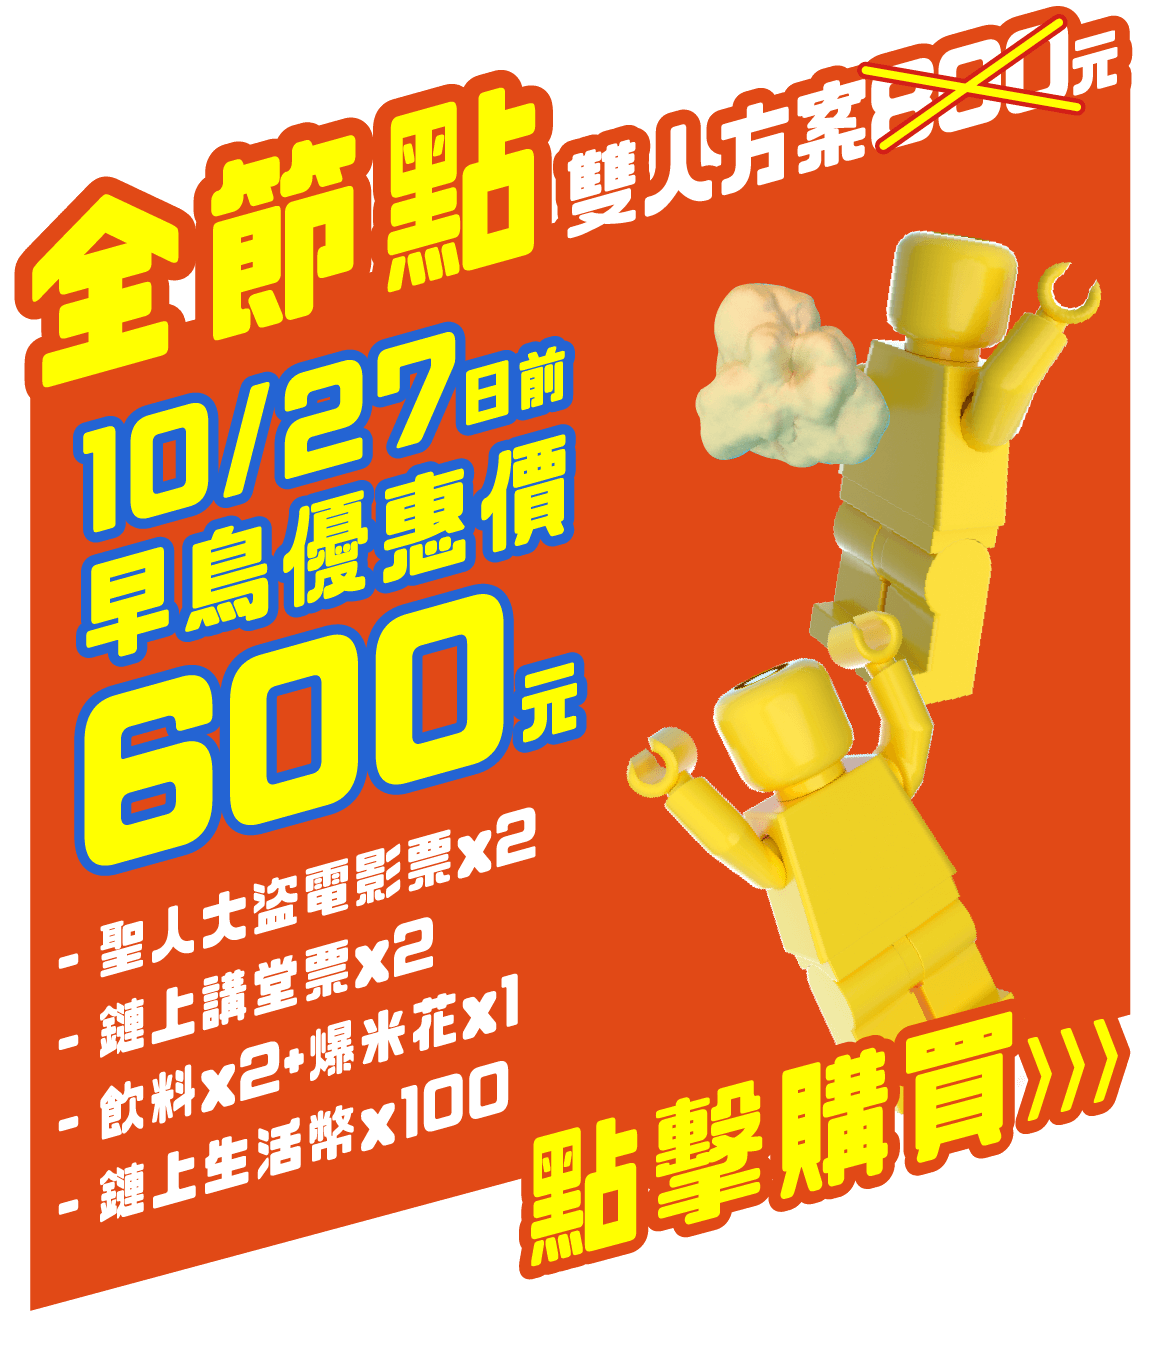 全節點 雙人方案800元
10/27日前
早鳥優惠價
600元
- 聖人大盜電影票x2
- 鏈上講堂票x2
- 飲料x2+爆米花x1
- 鏈上生活幣x100
點擊購買》〉